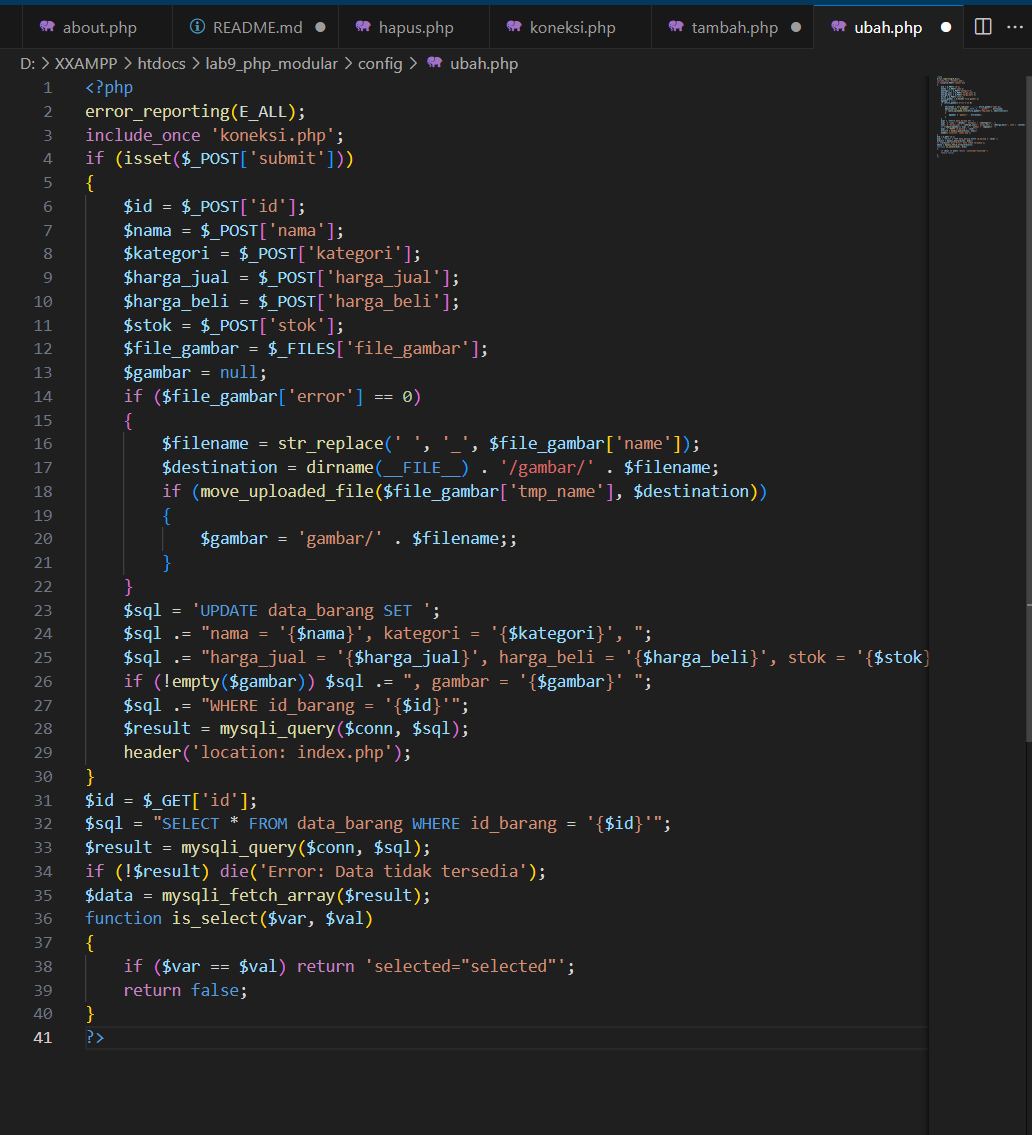 about.php README.md hapus.php koneksi.php tambah.php ubah.php ···
D: > XXAMPP > htdocs > lab9_php_modular > config > ubah.php
1 <?php
2 error_reporting(E_ALL);
3 include_once 'koneksi.php';
4 if (isset($_POST['submit']))
5 {
6 $id = $_POST['id'];
7 $nama = $_POST['nama'];
8 $kategori = $_POST['kategori'];
9 $harga_jual = $_POST['harga_jual'];
10 $harga_beli = $_POST['harga_beli'];
11 $stok = $_POST['stok'];
12 $file_gambar = $_FILES['file_gambar'];
13 $gambar = null;
14 if ($file_gambar['error'] == 0)
15 {
16 $filename = str_replace(' ', '_', $file_gambar['name']);
17 $destination = dirname(__FILE__) . '/gambar/' . $filename;
18 if (move_uploaded_file($file_gambar['tmp_name'], $destination))
19 {
20 $gambar = 'gambar/' . $filename;;
21 }
22 }
23 $sql = 'UPDATE data_barang SET ';
24 $sql .= "nama = '{$nama}', kategori = '{$kategori}', ";
25 $sql .= "harga_jual = '{$harga_jual}', harga_beli = '{$harga_beli}', stok = '{$stok}
26 if (!empty($gambar)) $sql .= ", gambar = '{$gambar}' ";
27 $sql .= "WHERE id_barang = '{$id}'";
28 $result = mysqli_query($conn, $sql);
29 header('location: index.php');
30 }
31 $id = $_GET['id'];
32 $sql = "SELECT * FROM data_barang WHERE id_barang = '{$id}'";
33 $result = mysqli_query($conn, $sql);
34 if (!$result) die('Error: Data tidak tersedia');
35 $data = mysqli_fetch_array($result);
36 function is_select($var, $val)
37 {
38 if ($var == $val) return 'selected="selected"';
39 return false;
40 }
41 ?>